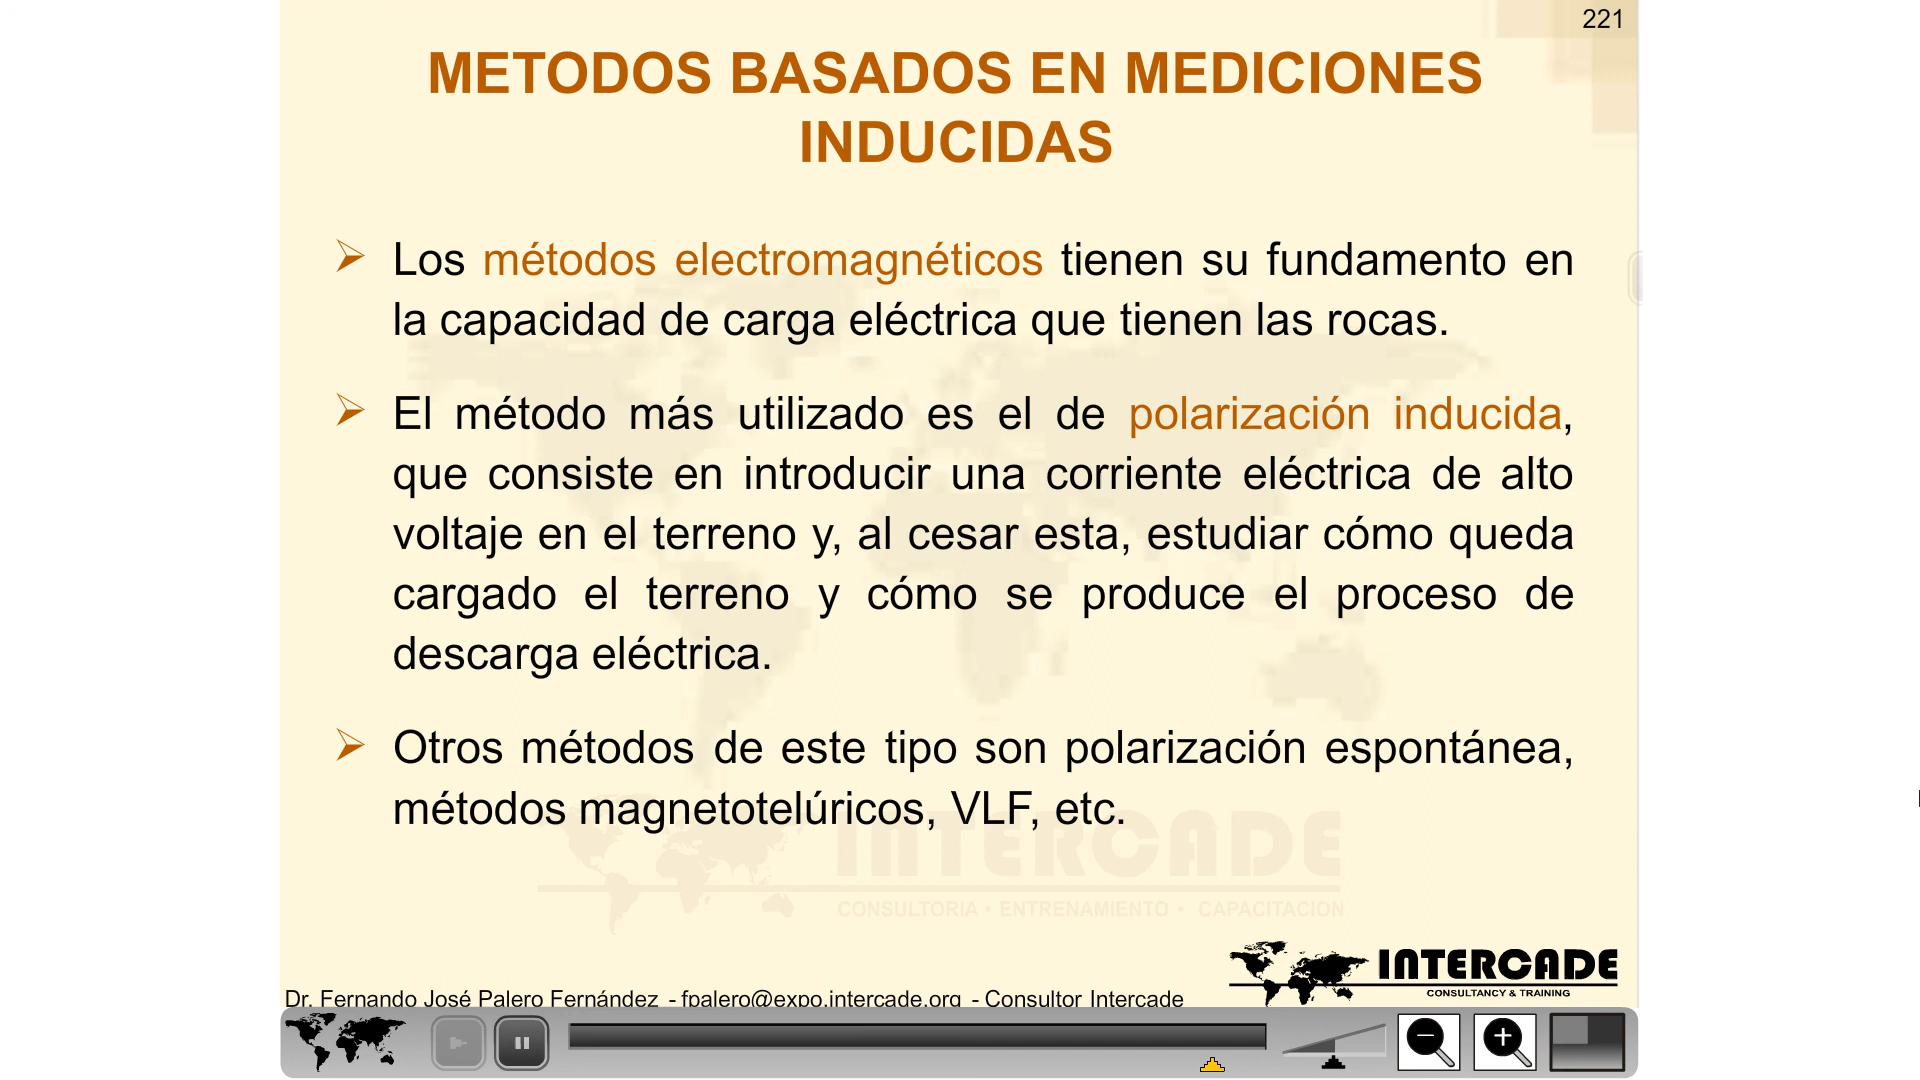 221
METODOS BASADOS EN MEDICIONES
INDUCIDAS
Los métodos electromagnéticos tienen su fundamento en
la capacidad de carga eléctrica que tienen las rocas.
El método más utilizado es el de polarización inducida,
que consiste en introducir una corriente eléctrica de alto
voltaje en el terreno y, al cesar esta, estudiar cómo queda
cargado el terreno y cómo se produce el proceso de
descarga eléctrica.
Otros métodos de este tipo son polarización espontánea,
métodos magnetotelúricos, VLF, etc.
INTERCADE
CONSULTORIA • ENTRENAMIENTO • CAPACITACION
INTERCADE
CONSULTANCY & TRAINING
Dr. Fernando José Palero Fernández - fpalero@expo.intercade.org - Consultor Intercade